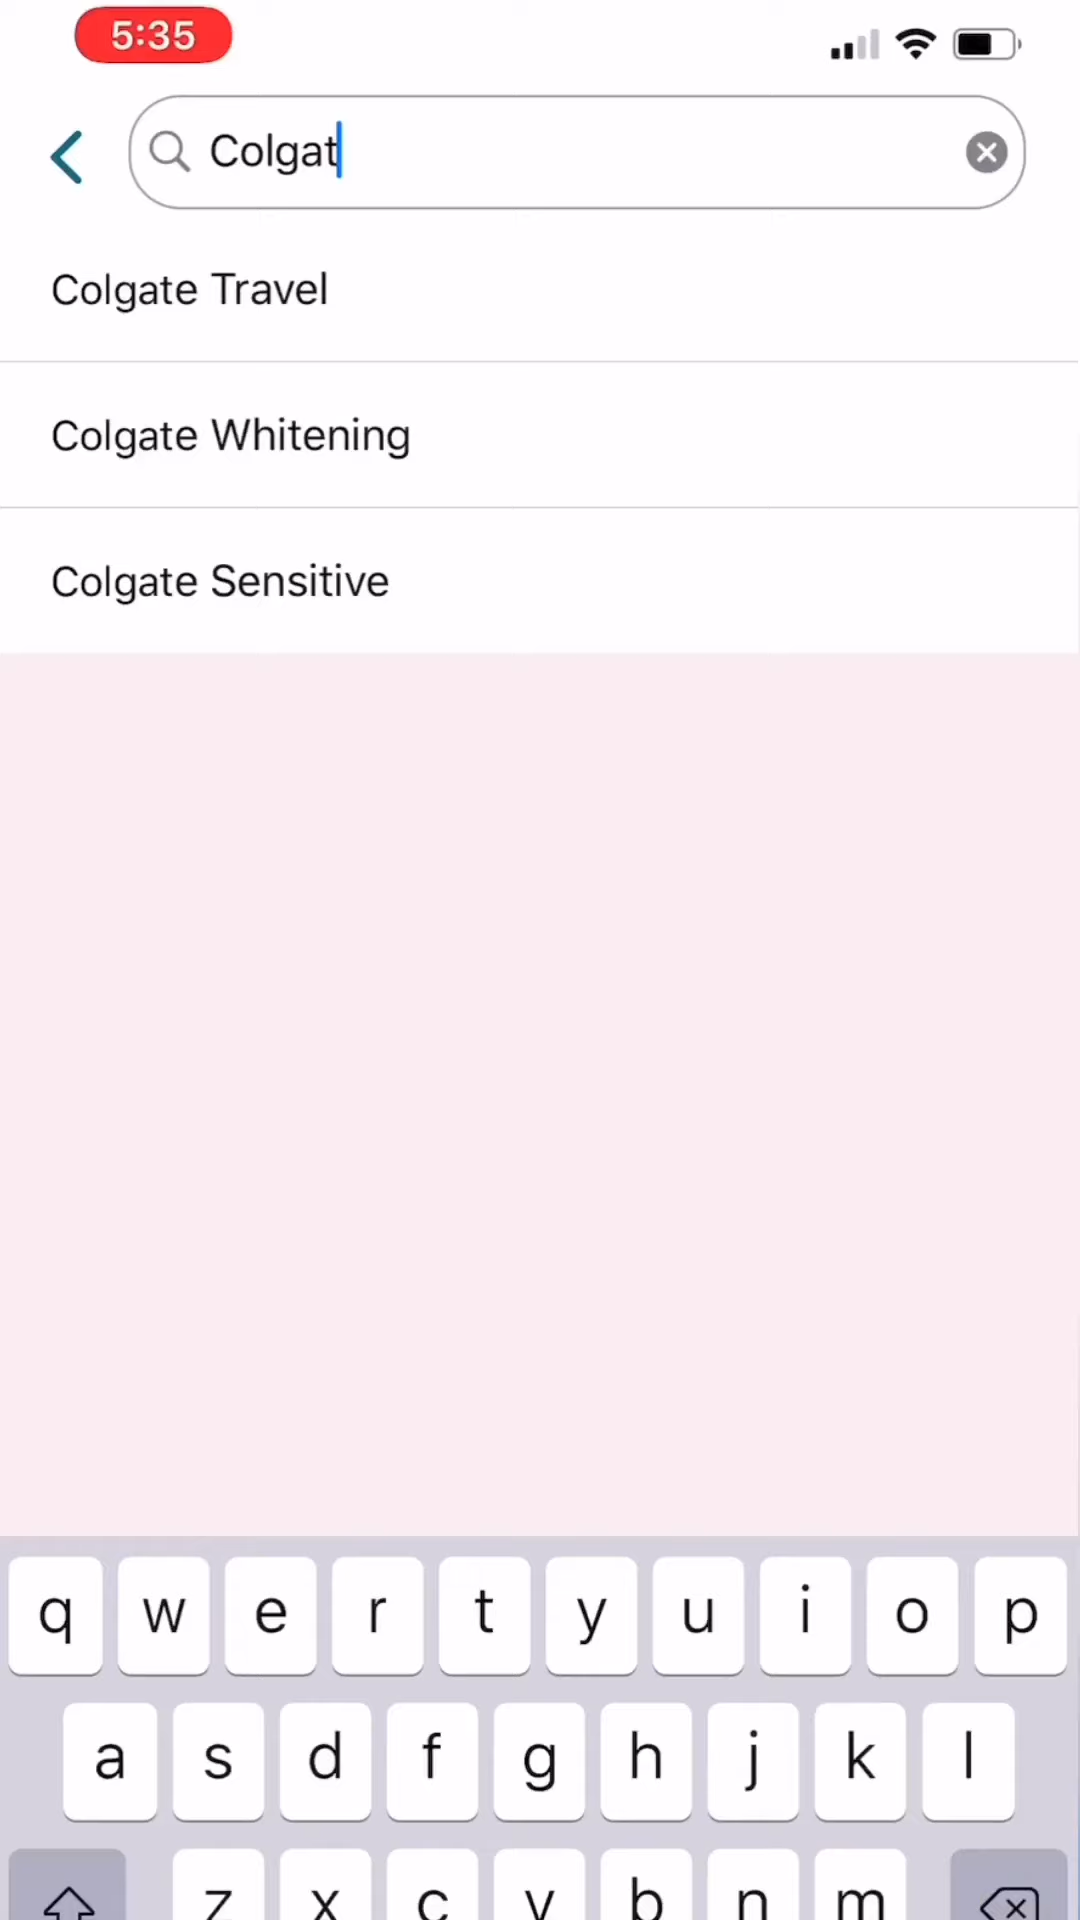 5:35
Colgat
Colgate Travel
Colgate Whitening
Colgate Sensitive
q w e r t y u i o p
a s d f g h j k l
z x c v b n m